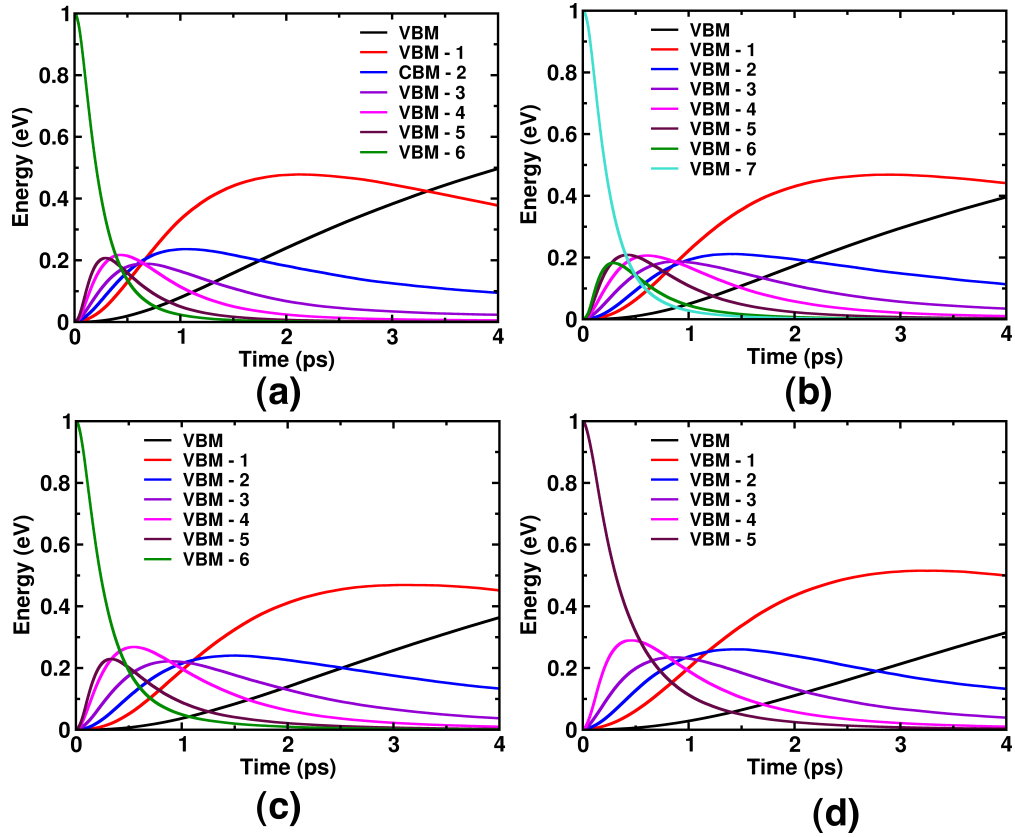 1
0.8
0.6
0.4
0.2
0
Energy (eV)
VBM
VBM - 1
CBM - 2
VBM - 3
VBM - 4
VBM - 5
VBM - 6
0 1 2 3 4
Time (ps)
(a)
1
0.8
0.6
0.4
0.2
0
Energy (eV)
VBM
VBM - 1
VBM - 2
VBM - 3
VBM - 4
VBM - 5
VBM - 6
VBM - 7
0 1 2 3 4
Time (ps)
(b)
1
0.8
0.6
0.4
0.2
0
Energy (eV)
VBM
VBM - 1
VBM - 2
VBM - 3
VBM - 4
VBM - 5
VBM - 6
0 1 2 3 4
Time (ps)
(c)
1
0.8
0.6
0.4
0.2
0
Energy (eV)
VBM
VBM - 1
VBM - 2
VBM - 3
VBM - 4
VBM - 5
0 1 2 3 4
Time (ps)
(d)